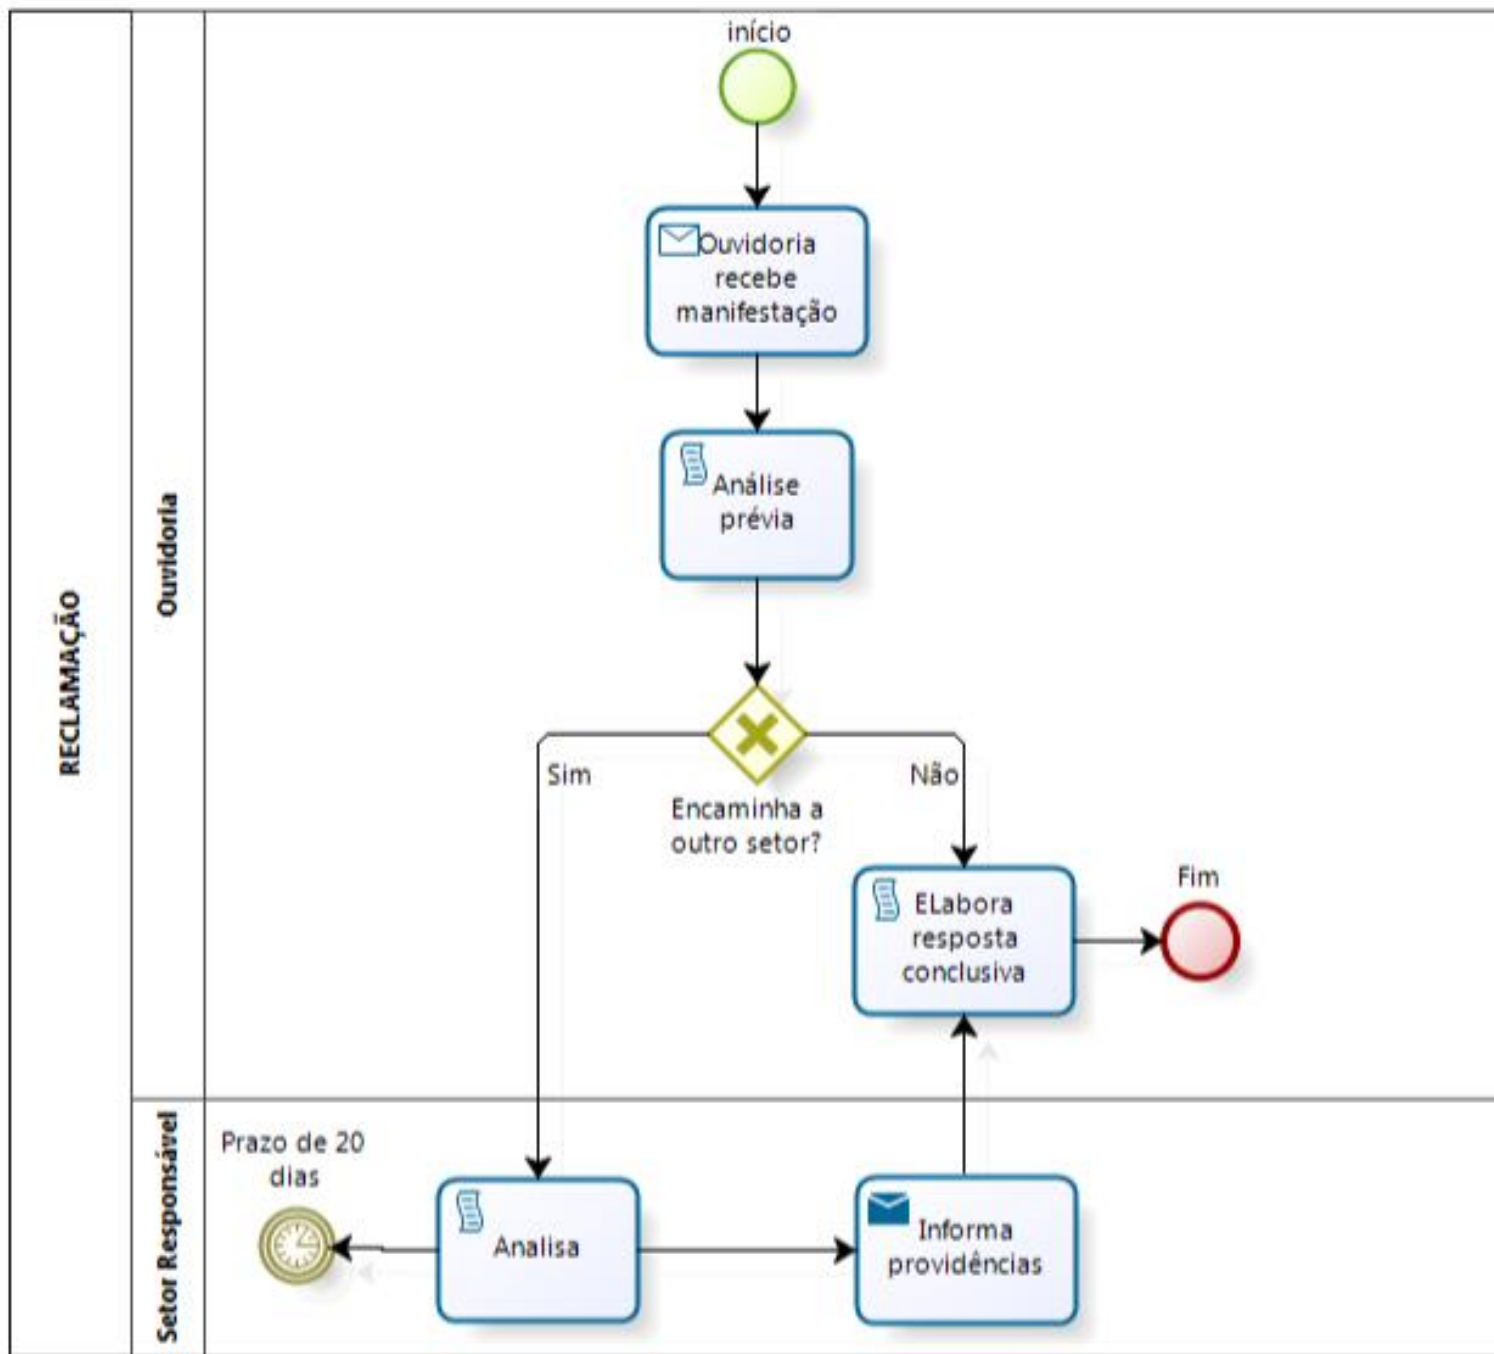 início
Ouvidoria
recebe
manifestação
Análise
prévia
Ouvidoria
RECLAMAÇÃO
Sim
Não
Encaminha a
outro setor?
ELabora
resposta
conclusiva
Fim
Setor Responsável
Prazo de 20
dias
Analisa
Informa
providências